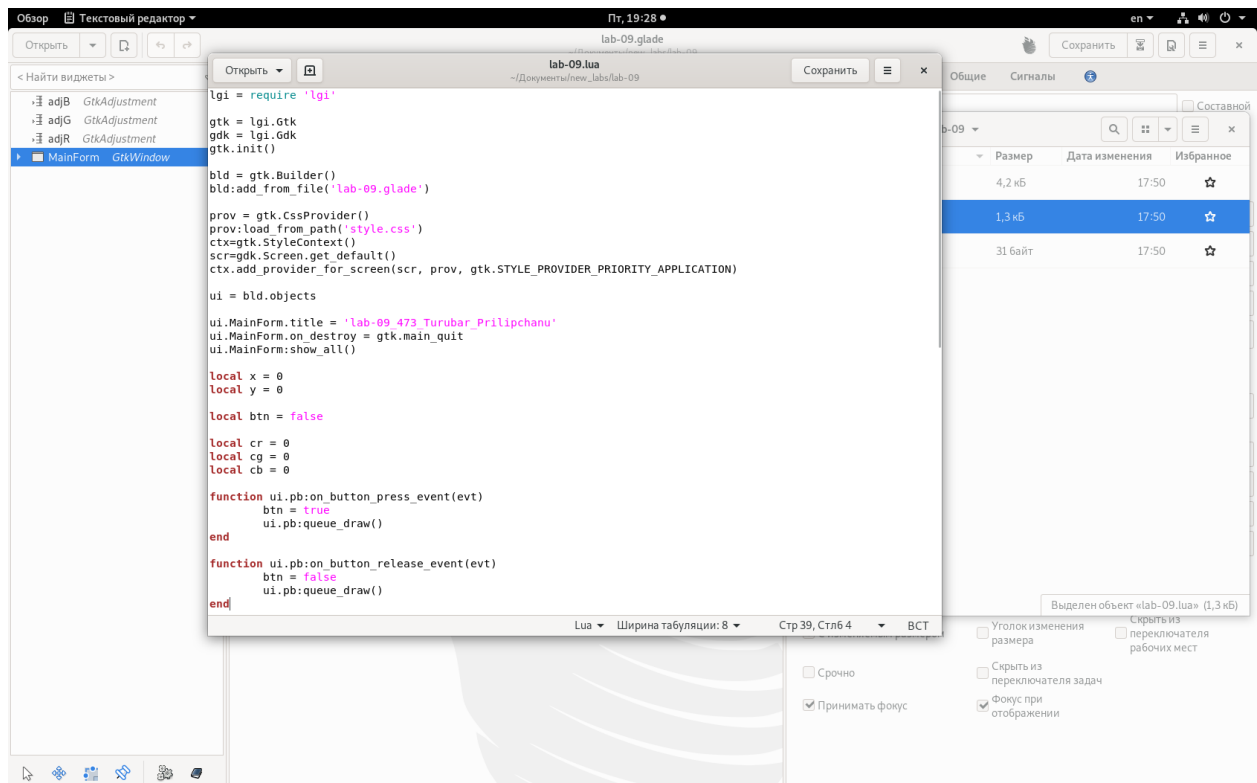 Обзор Текстовый редактор Пт, 19:28 en
Открыть lab-09.glade Сохранить
~/Документы/new_labs/lab-09
< Найти виджеты >
adjB GtkAdjustment
adjG GtkAdjustment
adjR GtkAdjustment
MainForm GtkWindow
Открыть lab-09.lua Сохранить
~/Документы/new_labs/lab-09
lgi = require 'lgi'
gtk = lgi.Gtk
gdk = lgi.Gdk
gtk.init()
bld = gtk.Builder()
bld:add_from_file('lab-09.glade')
prov = gtk.CssProvider()
prov:load_from_path('style.css')
ctx=gtk.StyleContext()
scr=gdk.Screen.get_default()
ctx.add_provider_for_screen(scr, prov, gtk.STYLE_PROVIDER_PRIORITY_APPLICATION)
ui = bld.objects
ui.MainForm.title = 'lab-09_473_Turubar_Prilipchanu'
ui.MainForm.on_destroy = gtk.main_quit
ui.MainForm:show_all()
local x = 0
local y = 0
local btn = false
local cr = 0
local cg = 0
local cb = 0
function ui.pb:on_button_press_event(evt)
btn = true
ui.pb:queue_draw()
end
function ui.pb:on_button_release_event(evt)
btn = false
ui.pb:queue_draw()
end
Lua Ширина табуляции: 8 Стр 39, Стлб 4 ВСТ
Общие Сигналы
Составной
b-09
Размер Дата изменения Избранное
4,2 кБ 17:50
1,3 кБ 17:50
31 байт 17:50
Выделен объект «lab-09.lua» (1,3 кБ)
Уголок изменения
размера
Скрыть из
переключателя
рабочих мест
Срочно
Скрыть из
переключателя задач
Принимать фокус
Фокус при
отображении